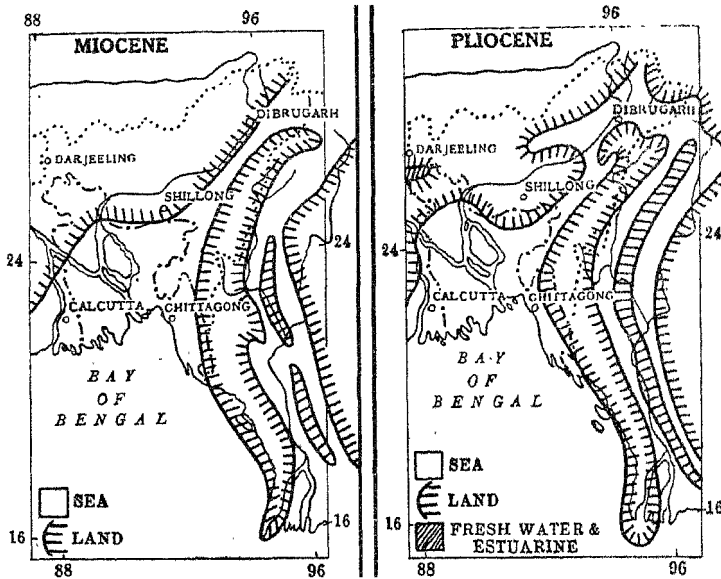 88
96
MIOCENE
DIBRUGARH
DARJEELING
SHILLONG
24
24
CALCUTTA
CHITTAGONG
BAY
OF
BENGAL
SEA
LAND
16
16
88
96
96
88
PLIOCENE
DIBRUGARH
DARJEELING
SHILLONG
24
24
CALCUTTA
CHITTAGONG
BAY
OF
BENGAL
SEA
LAND
FRESH WATER &
ESTUARINE
16
16
88
96